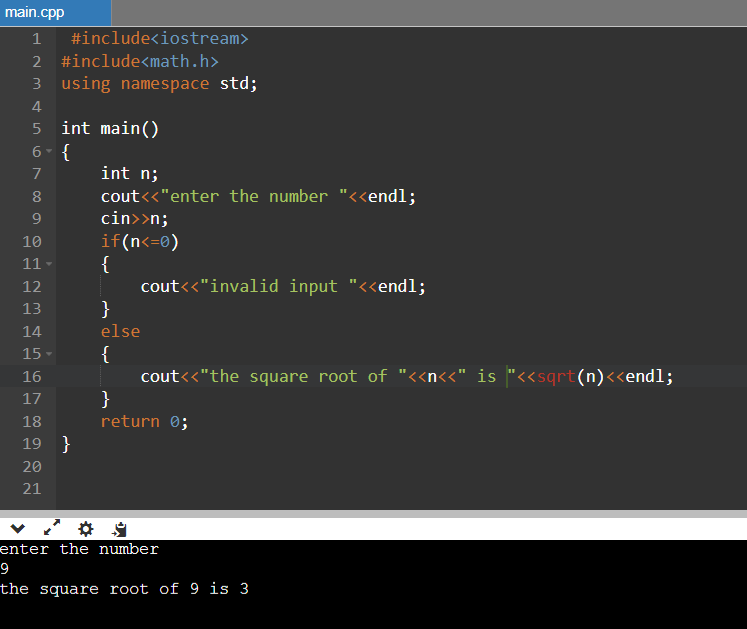 main.cpp
1 #include<iostream>
2 #include<math.h>
3 using namespace std;
4
5 int main()
6 {
7 int n;
8 cout<<"enter the number "<<endl;
9 cin>>n;
10 if(n<=0)
11 {
12 cout<<"invalid input "<<endl;
13 }
14 else
15 {
16 cout<<"the square root of "<<n<<" is "<<sqrt(n)<<endl;
17 }
18 return 0;
19 }
20
21
enter the number
9
the square root of 9 is 3